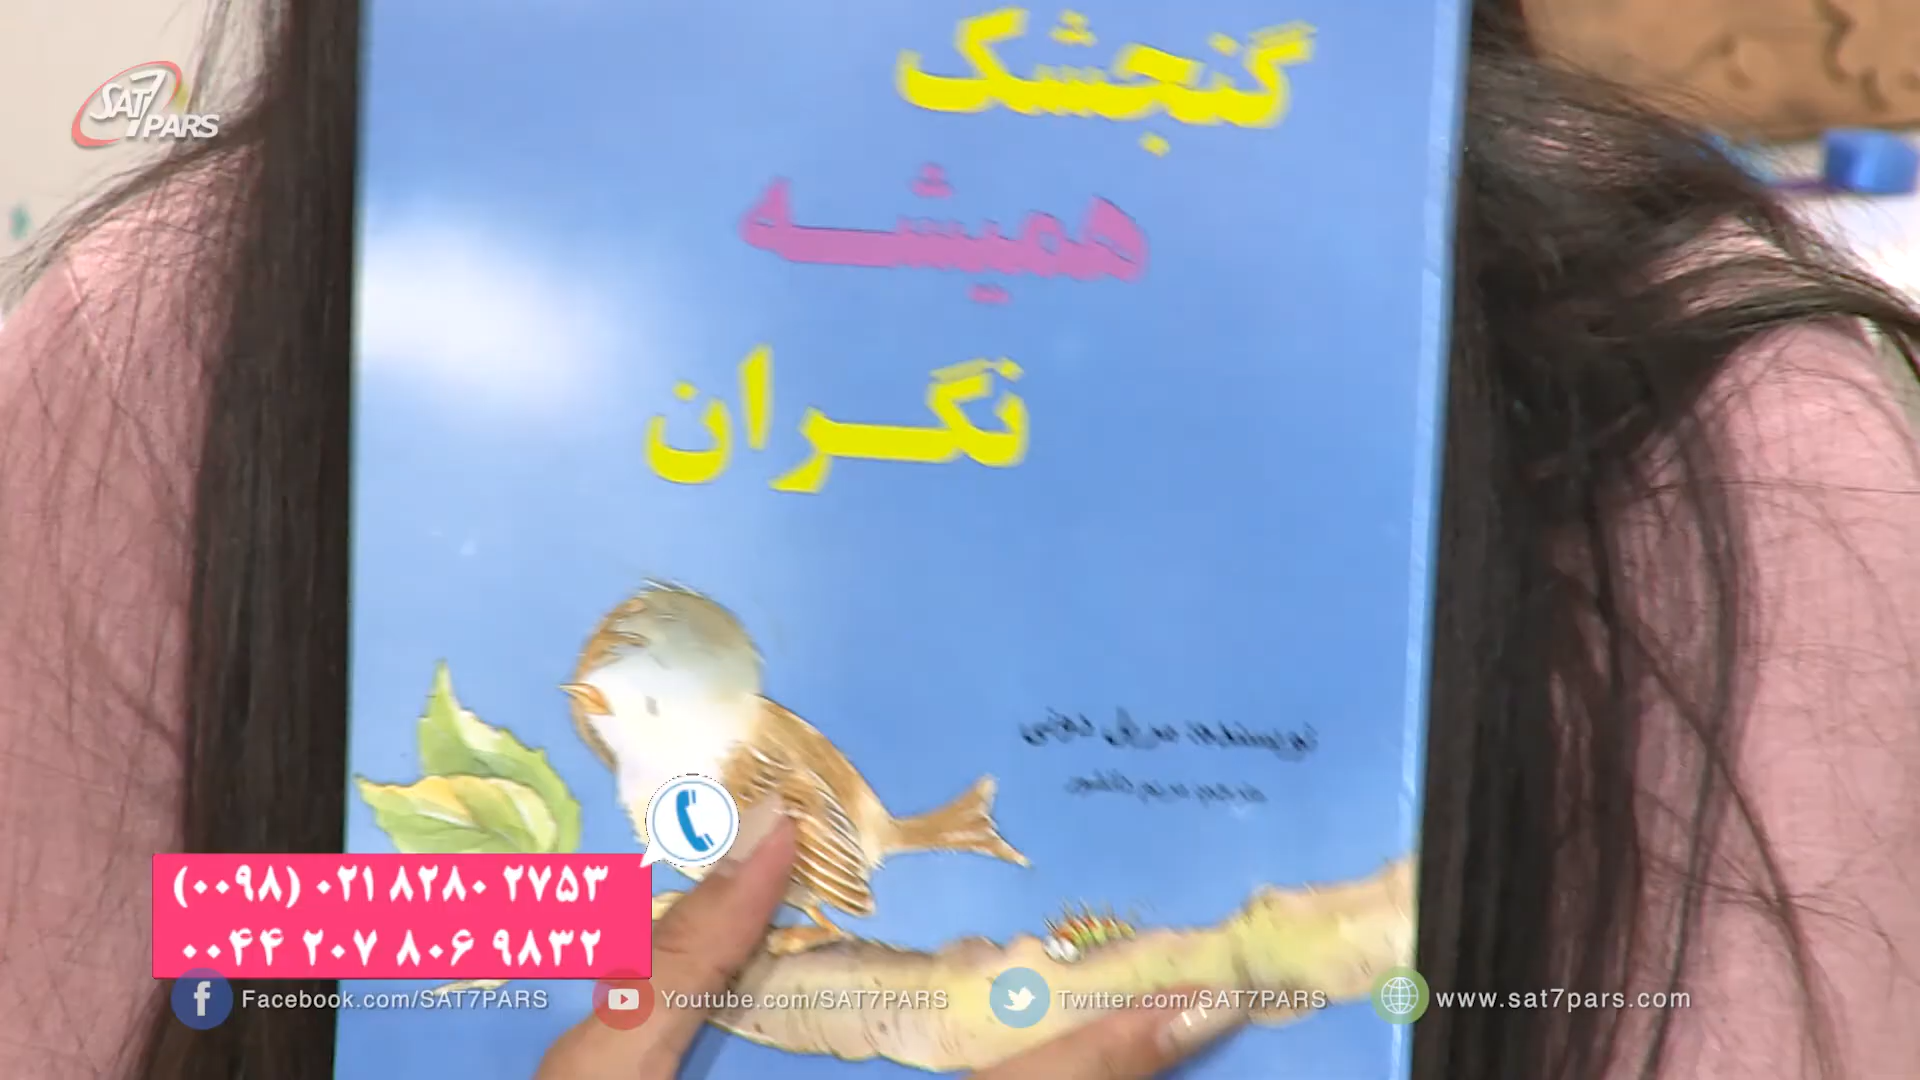 SAT7 PARS
گنجشک
همیشه
نگران
نویسنده:
(۰۰۹۸) ۰۲۱ ۸۲۸۰ ۲۷۵۳
۰۰۴۴ ۲۰۷ ۸۰۶ ۹۸۳۲
Facebook.com/SAT7PARS
Youtube.com/SAT7PARS
Twitter.com/SAT7PARS
www.sat7pars.com